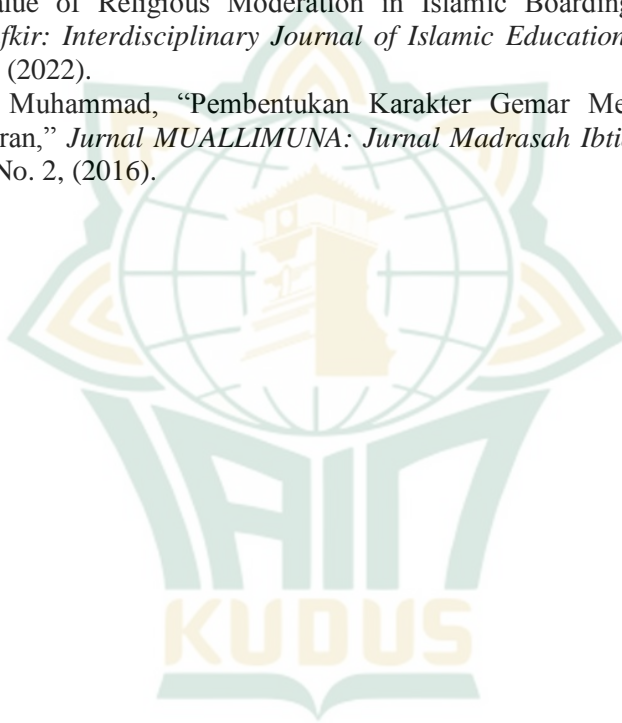 alue of Religious Moderation in Islamic Boarding
fkir: Interdisciplinary Journal of Islamic Education
(2022).
Muhammad, “Pembentukan Karakter Gemar Me
ran,” Jurnal MUALLIMUNA: Jurnal Madrasah Ibti
No. 2, (2016).
IAIN
KUDUS